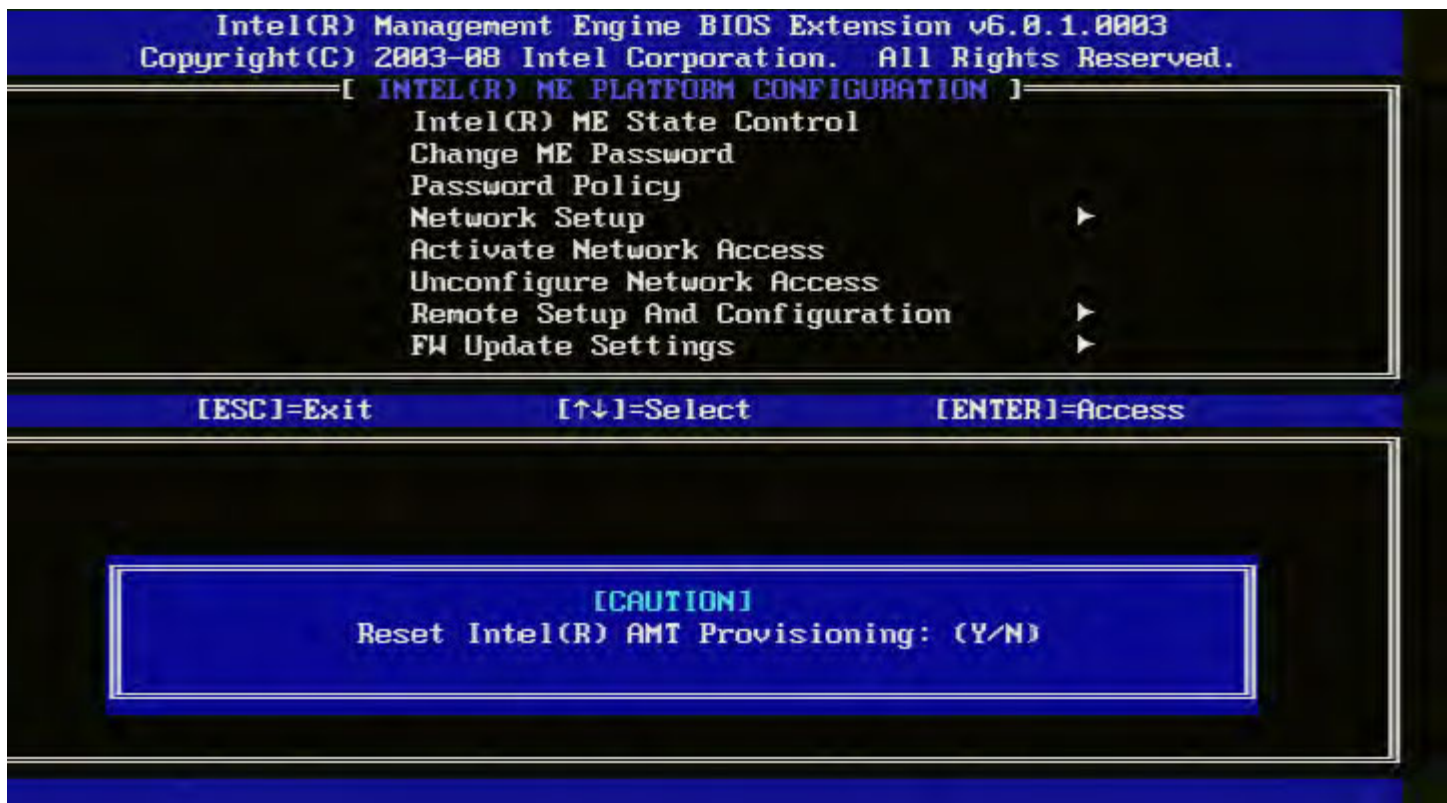 Intel(R) Management Engine BIOS Extension v6.0.1.0003
Copyright(C) 2003-08 Intel Corporation. All Rights Reserved.
[ INTEL(R) ME PLATFORM CONFIGURATION ]
Intel(R) ME State Control
Change ME Password
Password Policy
Network Setup ►
Activate Network Access
Unconfigure Network Access
Remote Setup And Configuration ►
FW Update Settings ►
[ESC]=Exit [↑↓]=Select [ENTER]=Access
[CAUTION]
Reset Intel(R) AMT Provisioning: (Y/N)